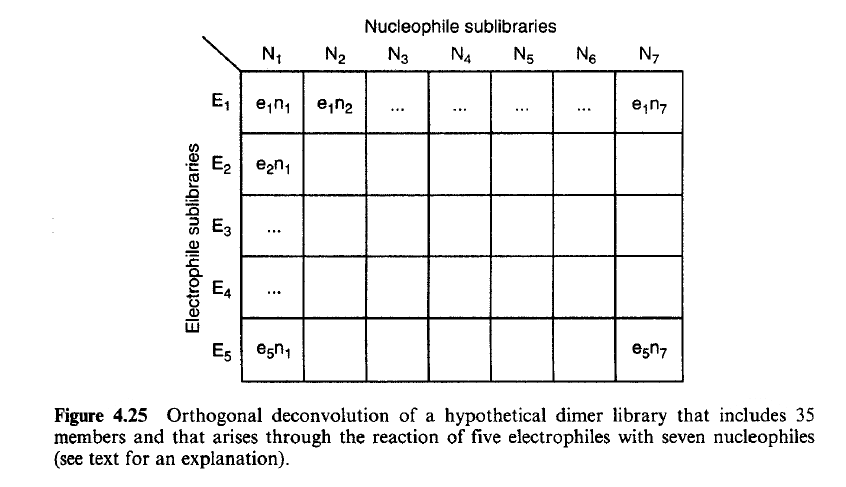 Nucleophile sublibraries
N₁ N₂ N₃ N₄ N₅ N₆ N₇
Electrophile sublibraries
E₁ e₁n₁ e₁n₂ ... ... ... ... e₁n₇
E₂ e₂n₁
E₃ ...
E₄ ...
E₅ e₅n₁ e₅n₇
Figure 4.25 Orthogonal deconvolution of a hypothetical dimer library that includes 35
members and that arises through the reaction of five electrophiles with seven nucleophiles
(see text for an explanation).